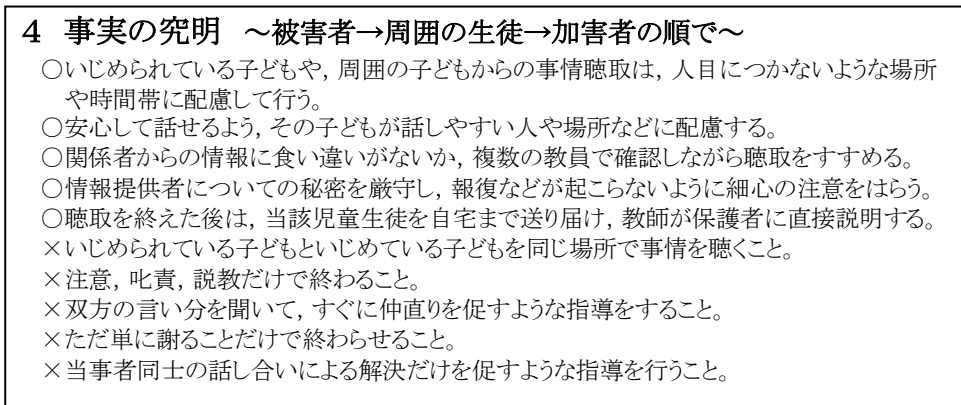 4 事実の究明 ~被害者→周囲の生徒→加害者の順で~
○いじめられている子どもや,周囲の子どもからの事情聴取は,人目につかないような場所
や時間帯に配慮して行う。
○安心して話せるよう,その子どもが話しやすい人や場所などに配慮する。
○関係者からの情報に食い違いがないか,複数の教員で確認しながら聴取をすすめる。
○情報提供者についての秘密を厳守し,報復などが起こらないように細心の注意をはらう。
○聴取を終えた後は,当該児童生徒を自宅まで送り届け,教師が保護者に直接説明する。
×いじめられている子どもといじめている子どもを同じ場所で事情を聴くこと。
×注意,叱責,説教だけで終わること。
×双方の言い分を聞いて,すぐに仲直りを促すような指導をすること。
×ただ単に謝ることだけで終わらせること。
×当事者同士の話し合いによる解決だけを促すような指導を行うこと。